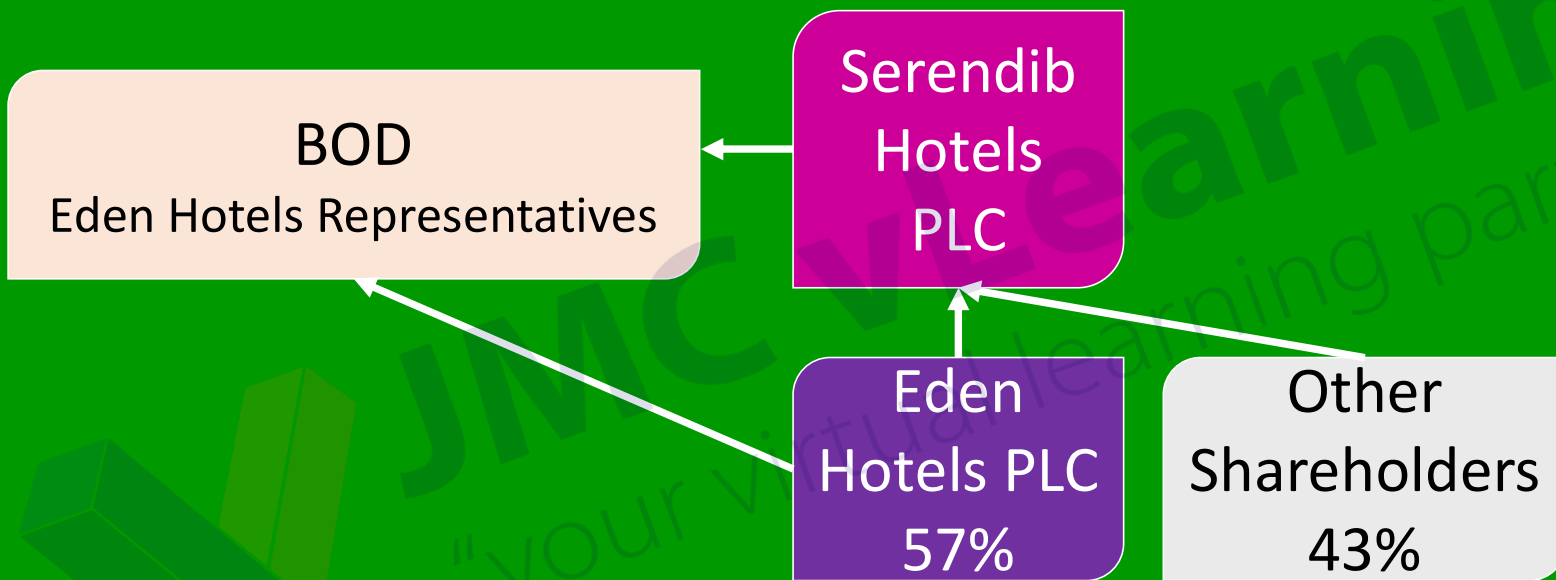 BOD
Eden Hotels Representatives
Serendib
Hotels
PLC
Eden
Hotels PLC
57%
Other
Shareholders
43%
JMC vLearnin
"your virtual learning par